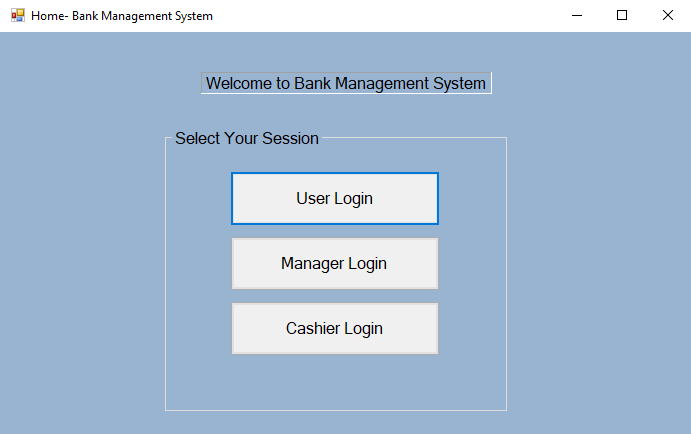 Home- Bank Management System
Welcome to Bank Management System
Select Your Session
User Login
Manager Login
Cashier Login